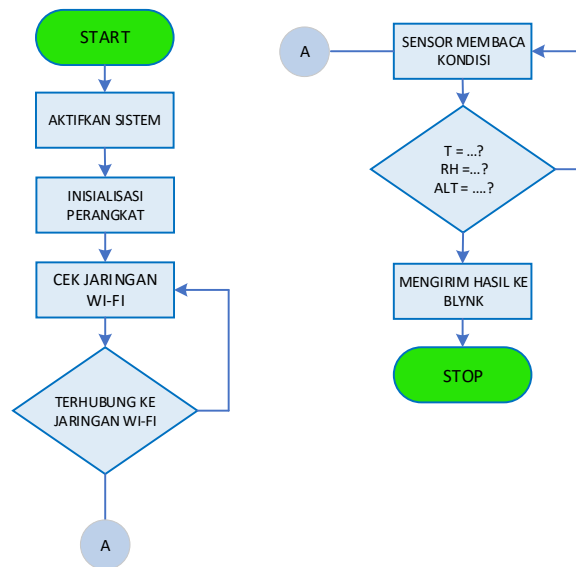 START
AKTIFKAN SISTEM
INISIALISASI
PERANGKAT
CEK JARINGAN
WI-FI
TERHUBUNG KE
JARINGAN WI-FI
A
A
SENSOR MEMBACA
KONDISI
T = ...?
RH =...?
ALT = ....?
MENGIRIM HASIL KE
BLYNK
STOP